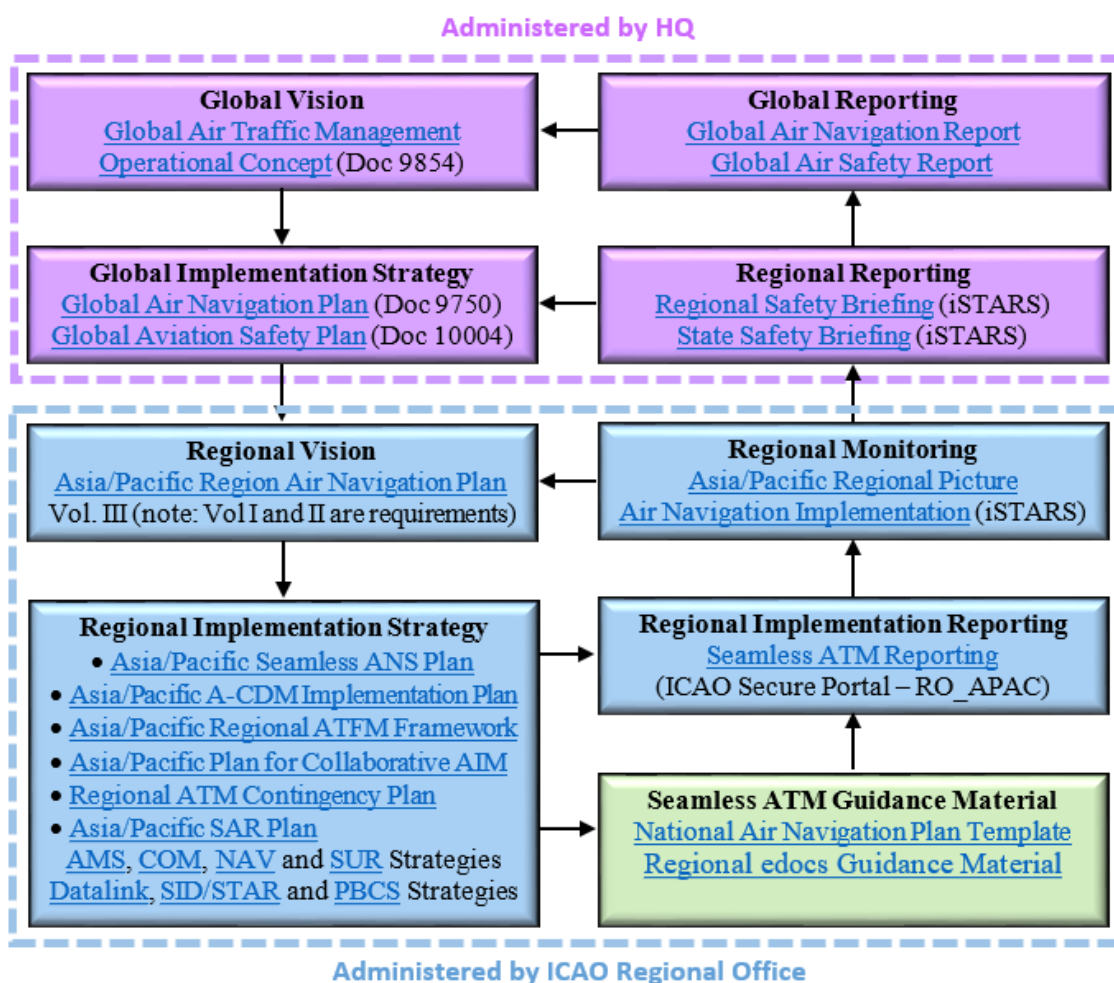 Administered by HQ
Global Vision
Global Air Traffic Management
Operational Concept (Doc 9854)
Global Reporting
Global Air Navigation Report
Global Air Safety Report
Global Implementation Strategy
Global Air Navigation Plan (Doc 9750)
Global Aviation Safety Plan (Doc 10004)
Regional Reporting
Regional Safety Briefing (iSTARS)
State Safety Briefing (iSTARS)
Regional Vision
Asia/Pacific Region Air Navigation Plan
Vol. III (note: Vol I and II are requirements)
Regional Monitoring
Asia/Pacific Regional Picture
Air Navigation Implementation (iSTARS)
Regional Implementation Strategy
• Asia/Pacific Seamless ANS Plan
• Asia/Pacific A-CDM Implementation Plan
• Asia/Pacific Regional ATFM Framework
• Asia/Pacific Plan for Collaborative AIM
• Regional ATM Contingency Plan
• Asia/Pacific SAR Plan
AMS, COM, NAV and SUR Strategies
Datalink, SID/STAR and PBCS Strategies
Regional Implementation Reporting
Seamless ATM Reporting
(ICAO Secure Portal – RO_APAC)
Seamless ATM Guidance Material
National Air Navigation Plan Template
Regional edocs Guidance Material
Administered by ICAO Regional Office